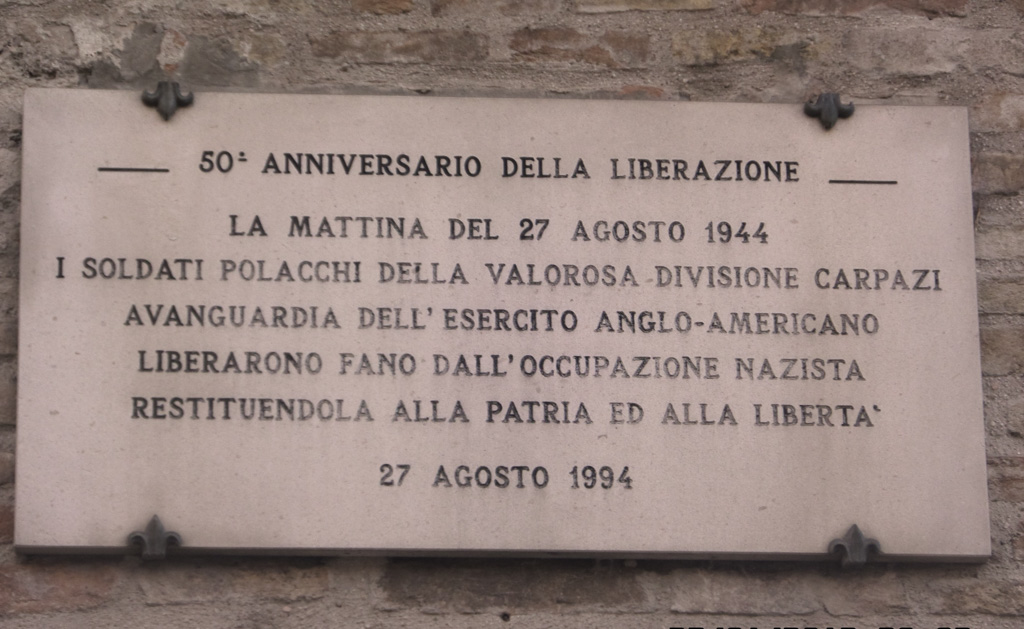 50º ANNIVERSARIO DELLA LIBERAZIONE
LA MATTINA DEL 27 AGOSTO 1944
I SOLDATI POLACCHI DELLA VALOROSA DIVISIONE CARPAZI
AVANGUARDIA DELL'ESERCITO ANGLO-AMERICANO
LIBERARONO FANO DALL'OCCUPAZIONE NAZISTA
RESTITUENDOLA ALLA PATRIA ED ALLA LIBERTA'
27 AGOSTO 1994